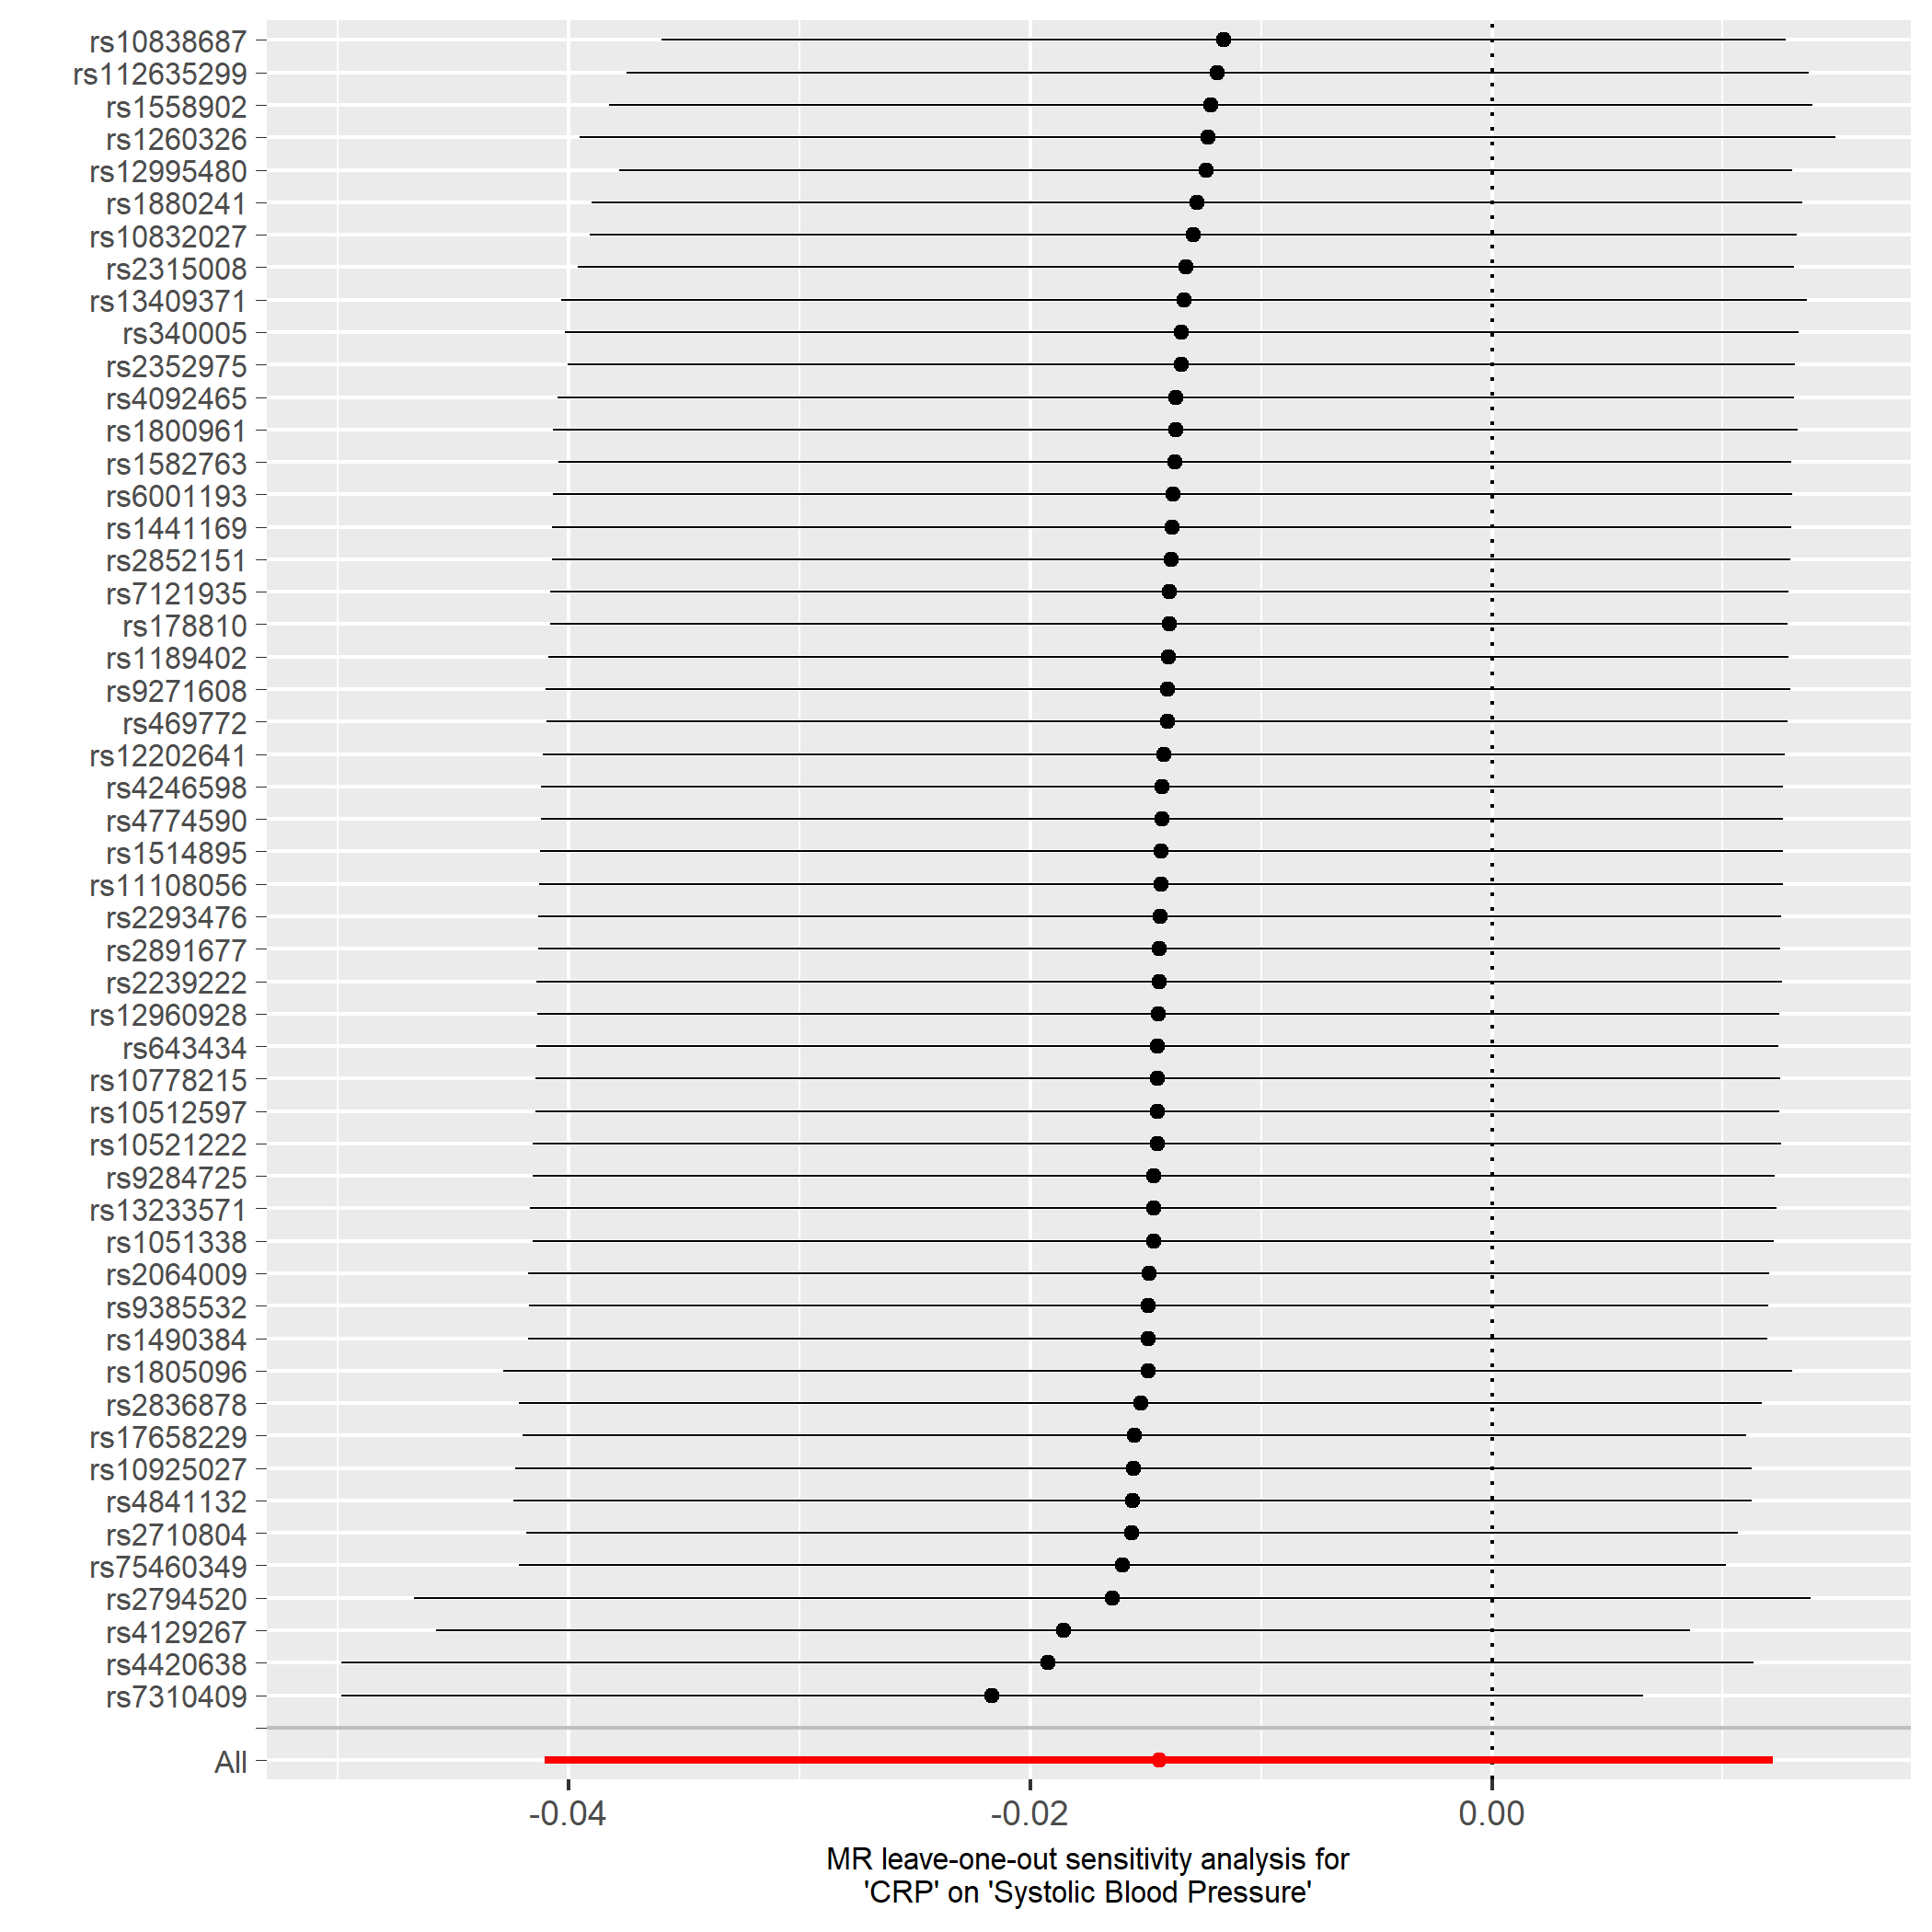 rs10838687
rs112635299
rs1558902
rs1260326
rs12995480
rs1880241
rs10832027
rs2315008
rs13409371
rs340005
rs2352975
rs4092465
rs1800961
rs1582763
rs6001193
rs1441169
rs2852151
rs7121935
rs178810
rs1189402
rs9271608
rs469772
rs12202641
rs4246598
rs4774590
rs1514895
rs11108056
rs2293476
rs2891677
rs2239222
rs12960928
rs643434
rs10778215
rs10512597
rs10521222
rs9284725
rs13233571
rs1051338
rs2064009
rs9385532
rs1490384
rs1805096
rs2836878
rs17658229
rs10925027
rs4841132
rs2710804
rs75460349
rs2794520
rs4129267
rs4420638
rs7310409
All
-0.04 -0.02 0.00
MR leave-one-out sensitivity analysis for
'CRP' on 'Systolic Blood Pressure'